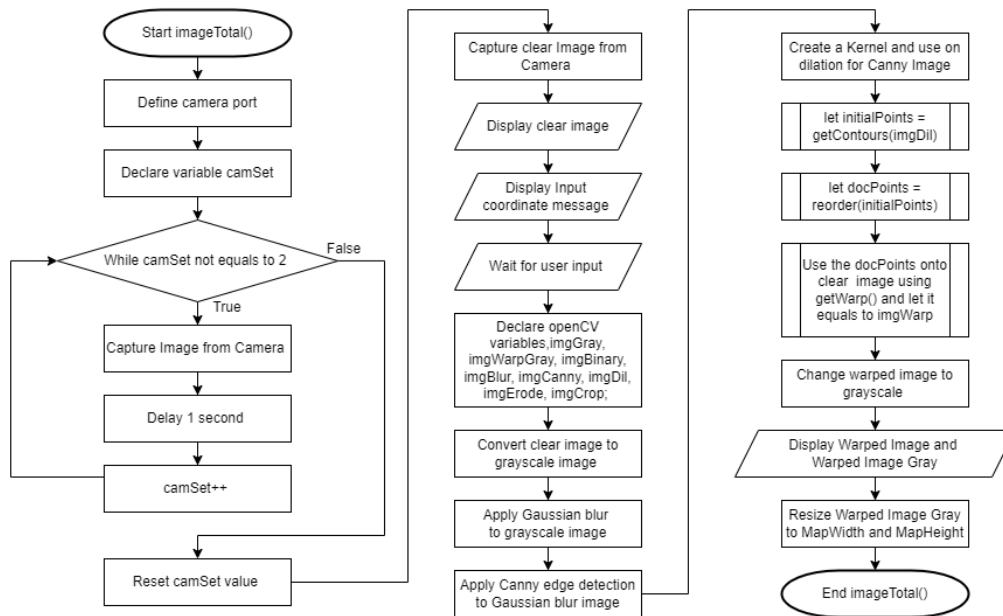 Start imageTotal()
Define camera port
Declare variable camSet
While camSet not equals to 2
False
True
Capture Image from Camera
Delay 1 second
camSet++
Reset camSet value
Capture clear Image from
Camera
Display clear image
Display Input
coordinate message
Wait for user input
Declare openCV
variables,imgGray,
imgWarpGray, imgBinary,
imgBlur, imgCanny, imgDil,
imgErode, imgCrop;
Convert clear image to
grayscale image
Apply Gaussian blur
to grayscale image
Apply Canny edge detection
to Gaussian blur image
Create a Kernel and use on
dilation for Canny Image
let initialPoints =
getContours(imgDil)
let docPoints =
reorder(initialPoints)
Use the docPoints onto
clear image using
getWarp() and let it
equals to imgWarp
Change warped image to
grayscale
Display Warped Image and
Warped Image Gray
Resize Warped Image Gray
to MapWidth and MapHeight
End imageTotal()